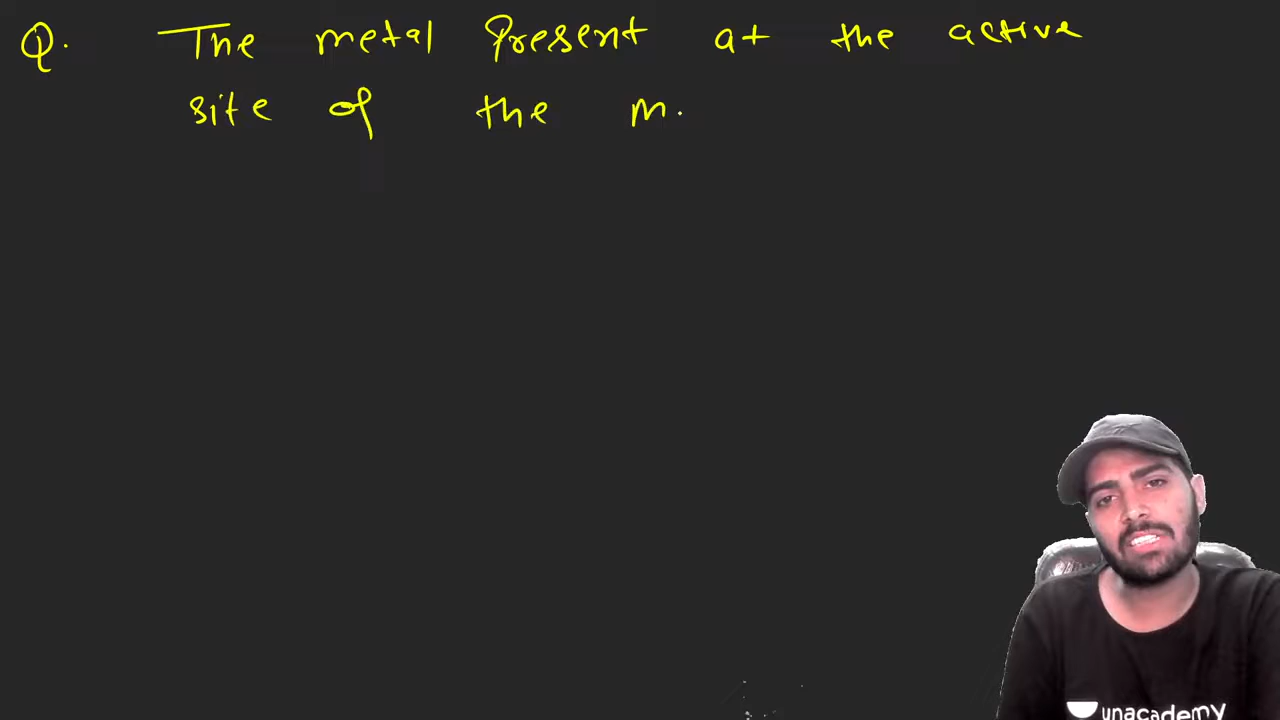 Q. The metal present at the active
site of the m.
unacademy